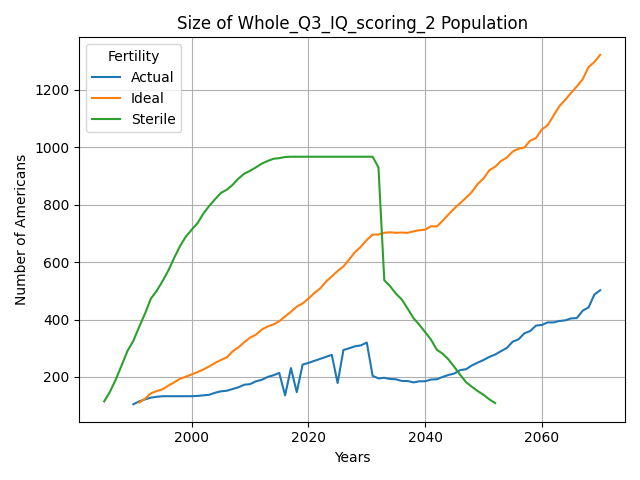 Size of Whole_Q3_IQ_scoring_2 Population
Fertility
Actual
Ideal
Sterile
Number of Americans
1200
1000
800
600
400
200
2000
2020
2040
2060
Years